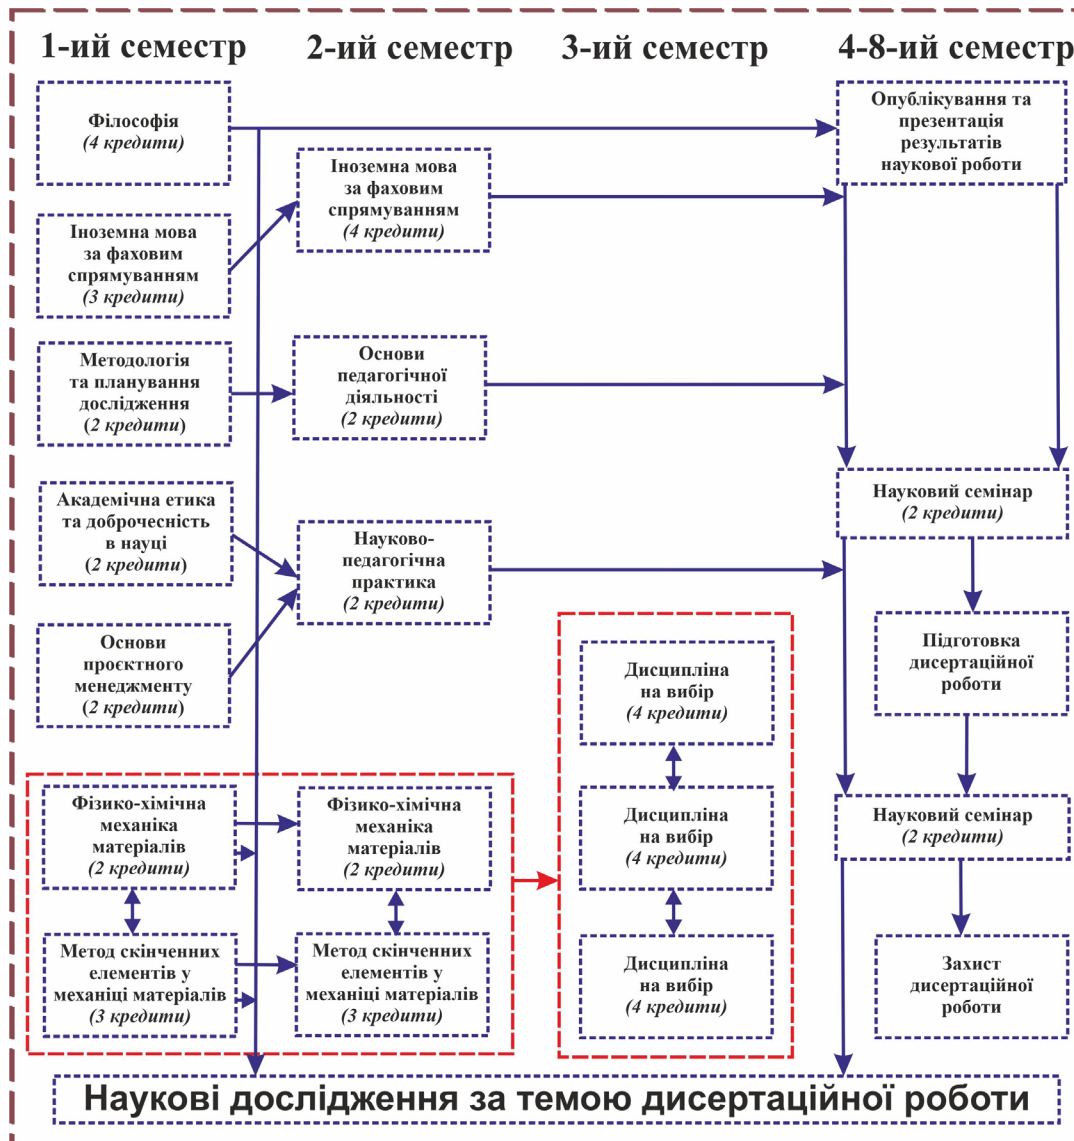 1-ий семестр
2-ий семестр
3-ий семестр
4-8-ий семестр
Філософія
(4 кредити)
Іноземна мова
за фаховим
спрямуванням
(3 кредити)
Методологія
та планування
дослідження
(2 кредити)
Академічна етика
та доброчесність
в науці
(2 кредити)
Основи
проєктного
менеджменту
(2 кредити)
Фізико-хімічна
механіка
матеріалів
(2 кредити)
Метод скінченних
елементів у
механіці матеріалів
(3 кредити)
Іноземна мова
за фаховим
спрямуванням
(4 кредити)
Основи
педагогічної
діяльності
(2 кредити)
Науково-
педагогічна
практика
(2 кредити)
Фізико-хімічна
механіка
матеріалів
(2 кредити)
Метод скінченних
елементів у
механіці матеріалів
(3 кредити)
Дисципліна
на вибір
(4 кредити)
Дисципліна
на вибір
(4 кредити)
Дисципліна
на вибір
(4 кредити)
Опублікування та
презентація
результатів
наукової роботи
Науковий семінар
(2 кредити)
Підготовка
дисертаційної
роботи
Науковий семінар
(2 кредити)
Захист
дисертаційної
роботи
Наукові дослідження за темою дисертаційної роботи